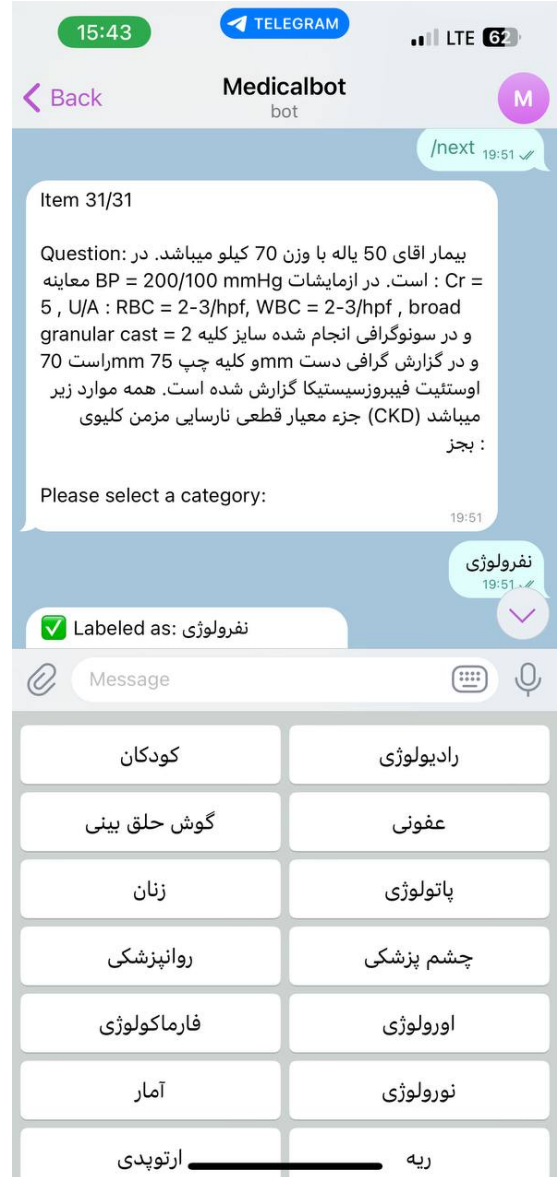 15:43
TELEGRAM
LTE 62
Back
Medicalbot
bot
M
/next 19:51
Item 31/31
Question: بیمار اقای 50 یاله با وزن 70 کیلو میباشد. در
معاینه BP = 200/100 mmHg است. در ازمایشات : Cr =
5 , U/A : RBC = 2-3/hpf, WBC = 2-3/hpf , broad
granular cast = 2 و در سونوگرافی انجام شده سایز کلیه
راست 70 mmو کلیه چپ 75 mmو در گزارش گرافی دست
اوستئیت فیبروزسیستیکا گزارش شده است. همه موارد زیر
جزء معیار قطعی نارسایی مزمن کلیوی (CKD) میباشد
بجز :
Please select a category:
19:51
نفرولوژی
19:51
✅ Labeled as: نفرولوژی
Message
کودکان
رادیولوژی
گوش حلق بینی
عفونی
زنان
پاتولوژی
روانپزشکی
چشم پزشکی
فارماکولوژی
اورولوژی
آمار
نورولوژی
ارتوپدی
ریه